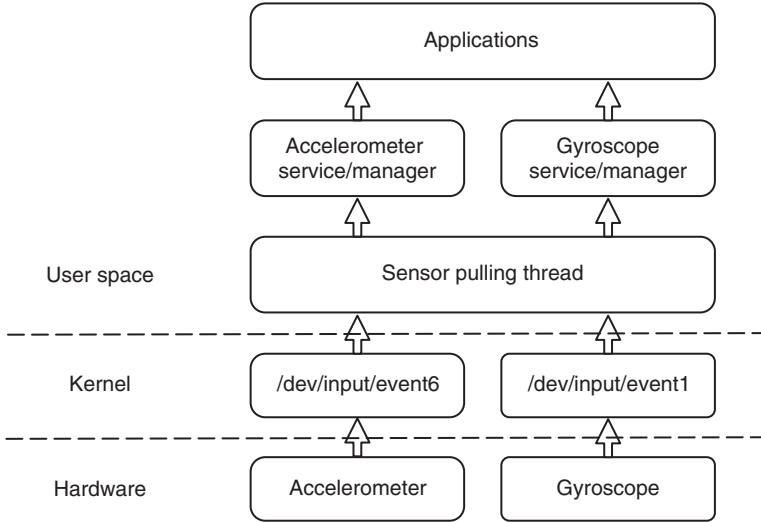 Applications
Accelerometer
service/manager
Gyroscope
service/manager
User space
Sensor pulling thread
Kernel
/dev/input/event6
/dev/input/event1
Hardware
Accelerometer
Gyroscope